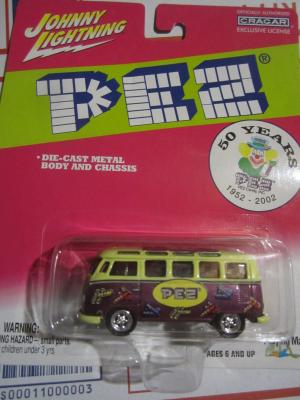 JOHNNY
LIGHTNING
OFFICIALLY AUTHORIZED
CRAGAR
EXCLUSIVE LICENSE
PEZ®
50 YEARS
PEZ
1952 - 2002
• DIE-CAST METAL
BODY AND CHASSIS
PEZ
WARNING:
NG HAZARD – small parts.
r children under 3 yrs.
AGES 6 AND UP
s00011000003